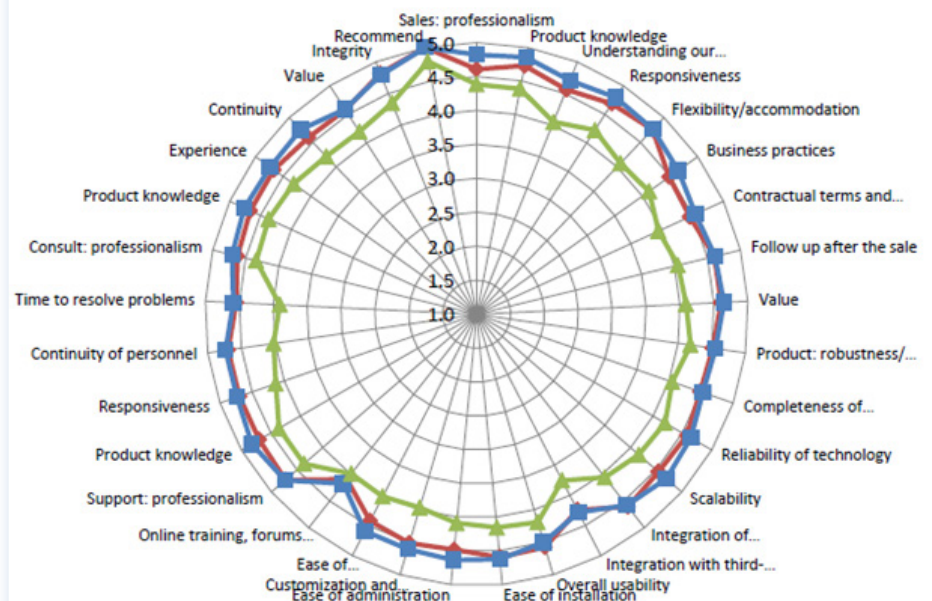 Sales: professionalism
Product knowledge
Understanding our...
Responsiveness
Flexibility/accommodation
Business practices
Contractual terms and...
Follow up after the sale
Value
Product: robustness/...
Completeness of...
Reliability of technology
Scalability
Integration of...
Integration with third-...
Overall usability
Ease of installation
Ease of administration
Customization and...
Ease of...
Online training, forums...
Support: professionalism
Product knowledge
Responsiveness
Continuity of personnel
Time to resolve problems
Consult: professionalism
Product knowledge
Experience
Continuity
Value
Integrity
Recommend
5.0
4.5
4.0
3.5
3.0
2.5
2.0
1.5
1.0